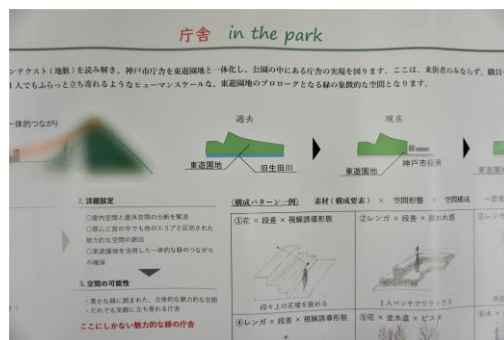 庁舎 in the park
ンテクスト(地脈)を読み解き、神戸市庁舎を東遊園地と一体化し、公園の中にある庁舎の実現を図ります。ここは、来街者のみならず、職員
1人でもふらっと立ち寄れるようなヒューマンスケールな、東遊園地のプロローグとなる緑の象徴的な空間となります。
一体的つながり
過去
現在
東遊園地
旧生田川
東遊園地
神戸市役所
2. 課題設定
○屋内空間と屋外空間の分断を解消
○都心三宮の中でも他のエリアと区別された
魅力的な空間の創出
○東遊園地を活用した一体的な緑のつながり
の確保
3. 空間の可能性
・豊かな緑に囲まれた、立体的な魅力的な空間
・だれでも気軽に立ち寄れる庁舎
ここにしかない魅力的な緑の庁舎
(構成パターン一例) 素材(構成要素) × 空間形態 × 空間構成
①花 × 段差 × 視線誘導形態
②レンガ × 段差 × 囲われ感
段々上の花壇を眺める
1人ベンチでリラックス
④レンガ × 段差 × 視線誘導形態
⑤花 × 並木道 × ビスタ